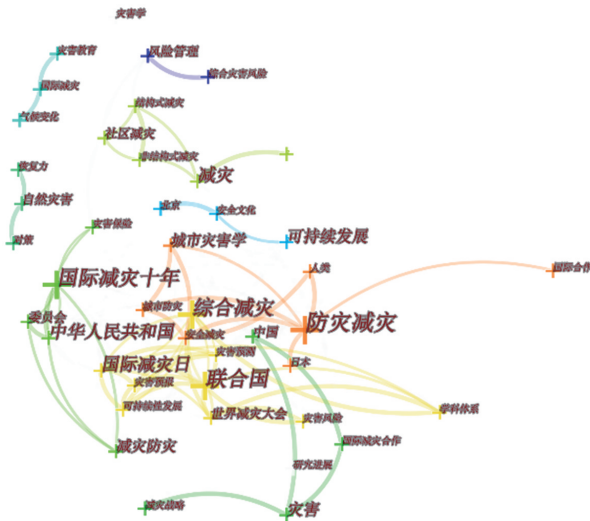 灾害学
灾害教育
风险管理
综合灾害风险
国际减灾
结构式减灾
气候变化
社区减灾
非结构式减灾
恢复力
减灾
自然灾害
北京
安全文化
灾害保险
对策
城市灾害学
可持续发展
人类
国际合作
国际减灾十年
城市防灾
综合减灾
防灾减灾
委员会
中华人民共和国
安全减灾
中国
灾害预测
国际减灾日
日本
灾害预报
联合国
可持续性发展
世界减灾大会
灾害风险
学科体系
减灾防灾
国际减灾合作
研究进展
减灾战略
灾害